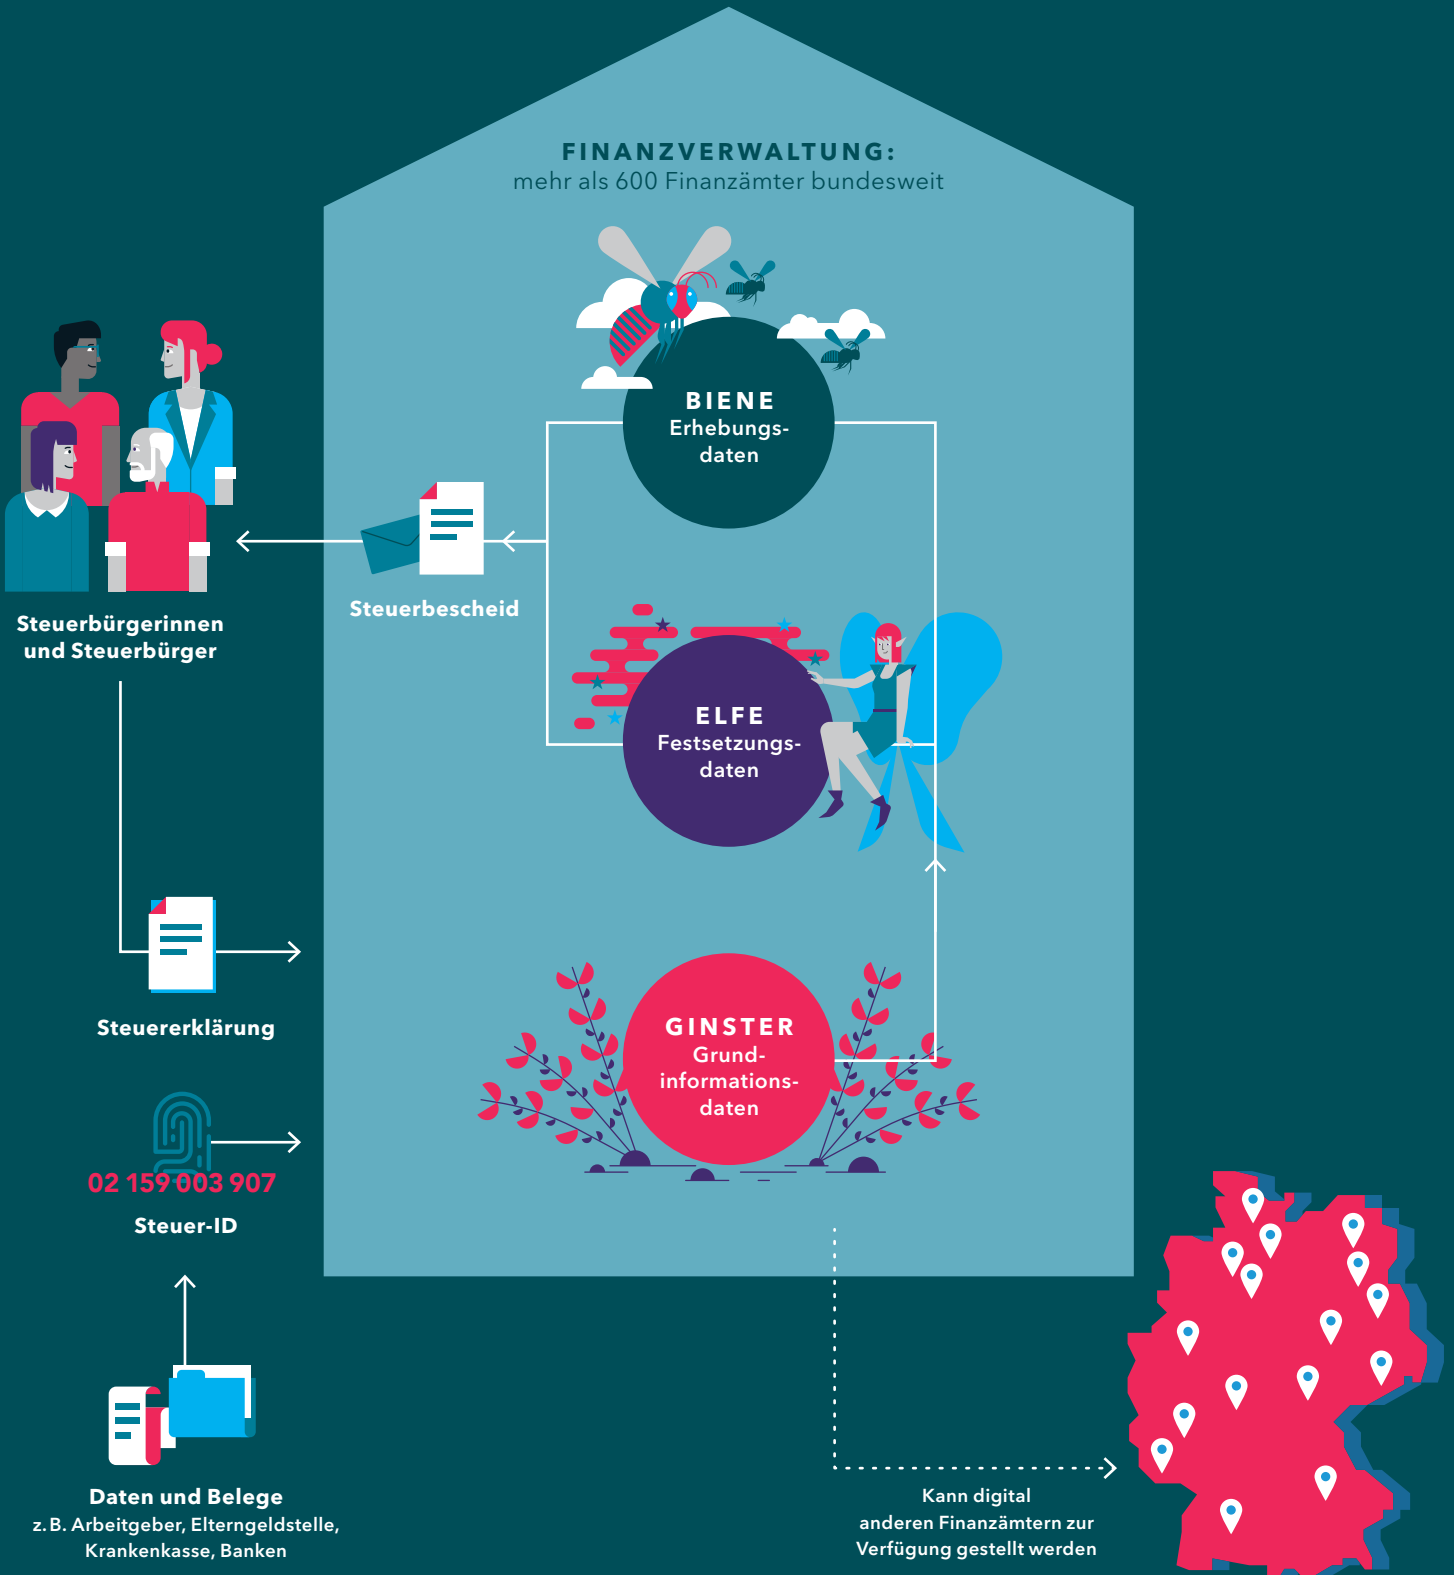 FINANZVERWALTUNG:
mehr als 600 Finanzämter bundesweit
BIENE
Erhebungs-
daten
Steuerbescheid
Steuerbürgerinnen
und Steuerbürger
ELFE
Festsetzungs-
daten
Steuererklärung
GINSTER
Grund-
informations-
daten
02 159 003 907
Steuer-ID
Daten und Belege
z. B. Arbeitgeber, Elterngeldstelle,
Krankenkasse, Banken
Kann digital
anderen Finanzämtern zur
Verfügung gestellt werden